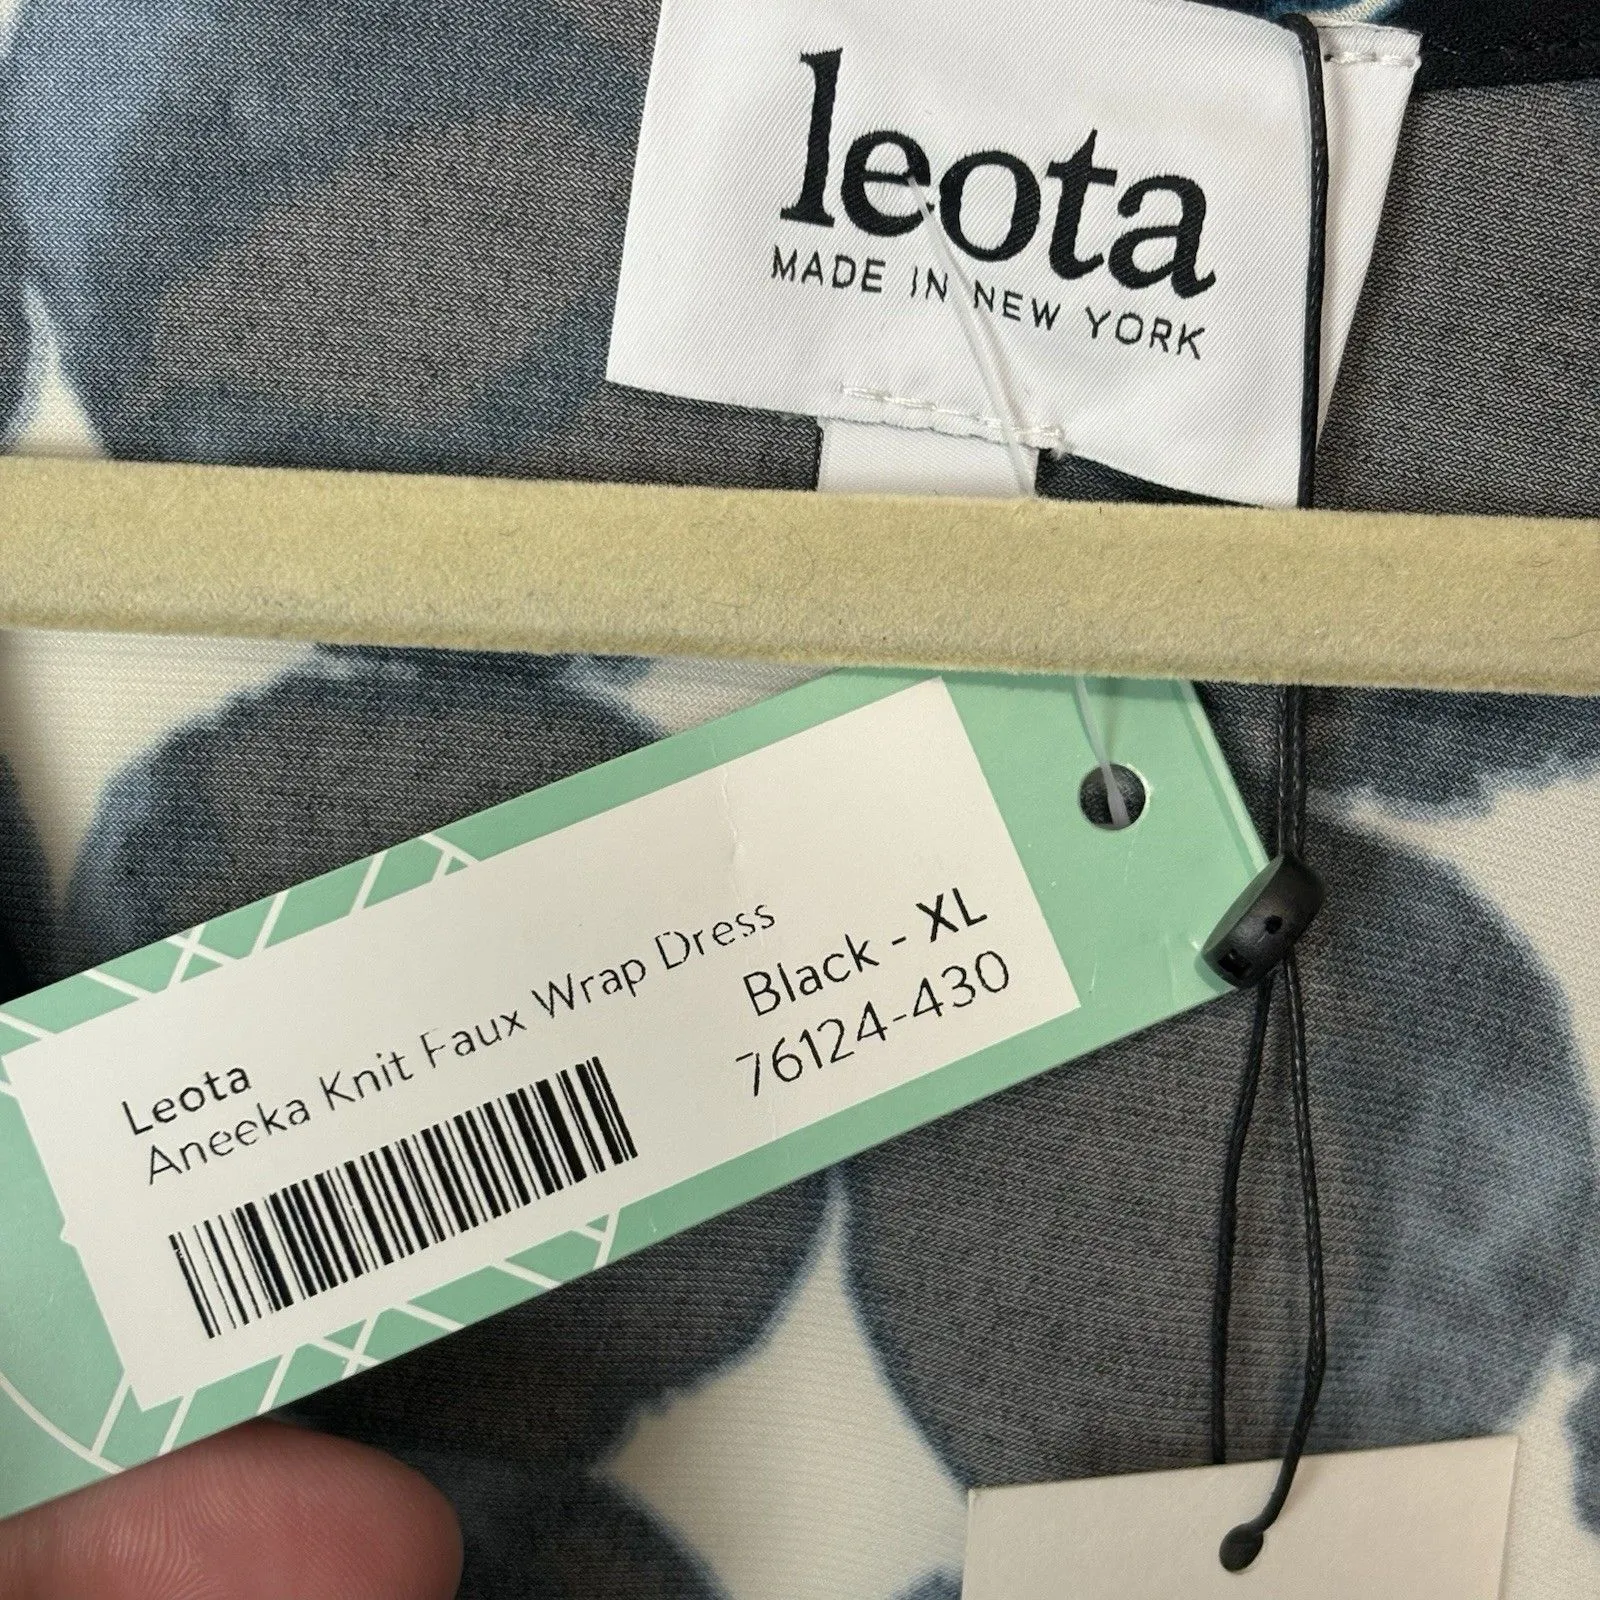 leota
MADE IN NEW YORK
Leota
Aneeka Knit Faux Wrap Dress
Black - XL
76124-430